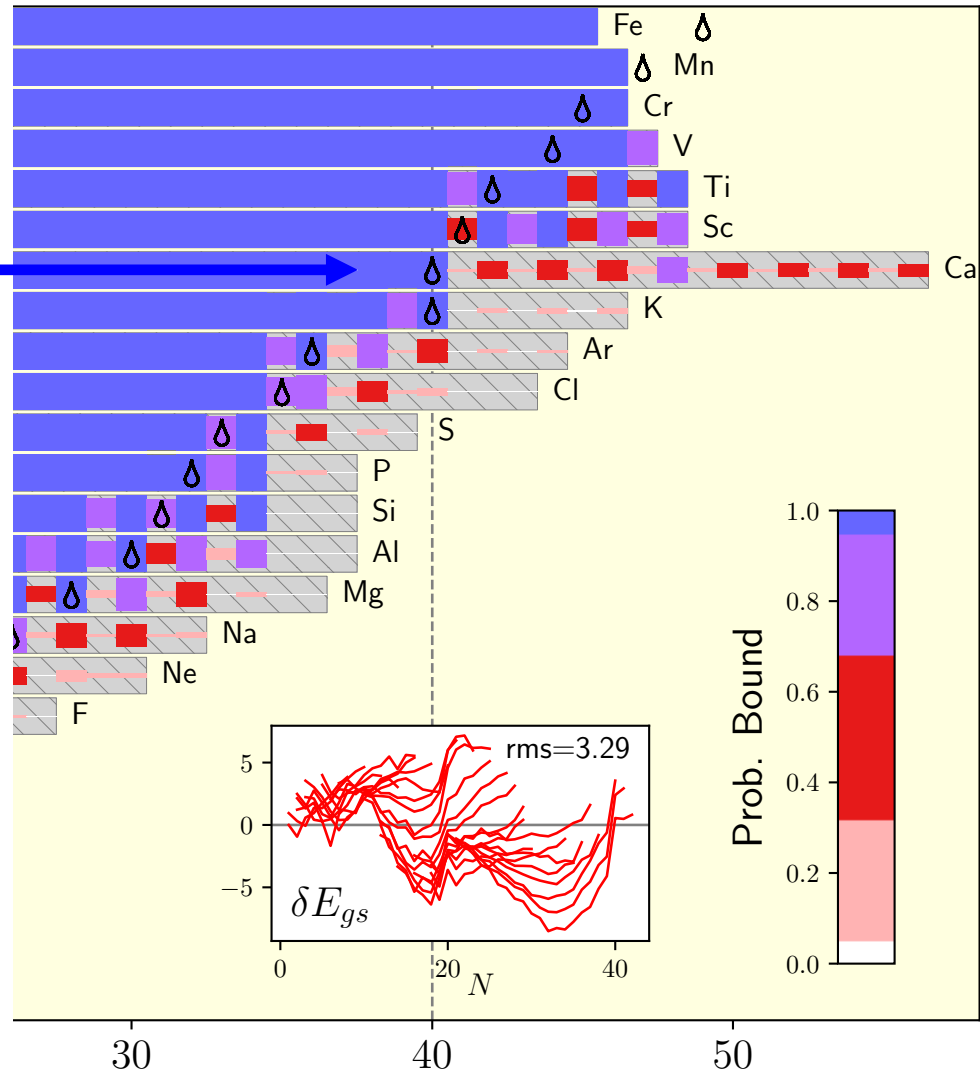 Fe
Mn
Cr
V
Ti
Sc
Ca
K
Ar
Cl
S
P
Si
Al
Mg
Na
Ne
F
1.0
0.8
0.6
0.4
0.2
0.0
Prob. Bound
rms=3.29
5
0
−5
δE_{gs}
0
20
40
N
30
40
50